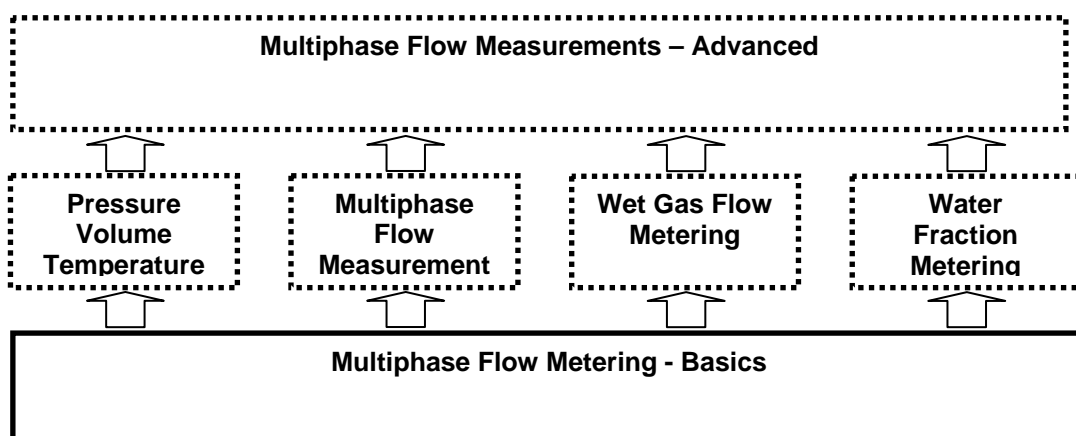 Multiphase Flow Measurements – Advanced
Pressure
Volume
Temperature
Multiphase
Flow
Measurement
Wet Gas Flow
Metering
Water
Fraction
Metering
Multiphase Flow Metering - Basics